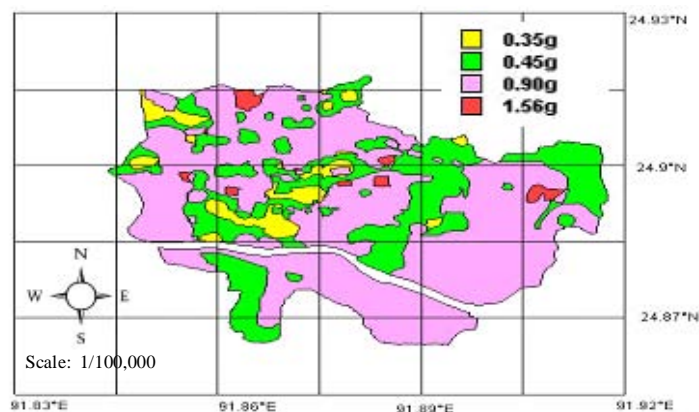 24.93°N
0.35g
0.45g
0.90g
1.56g
24.9°N
N
W E
S
24.87°N
Scale: 1/100,000
91.83°E 91.86°E 91.89°E 91.92°E